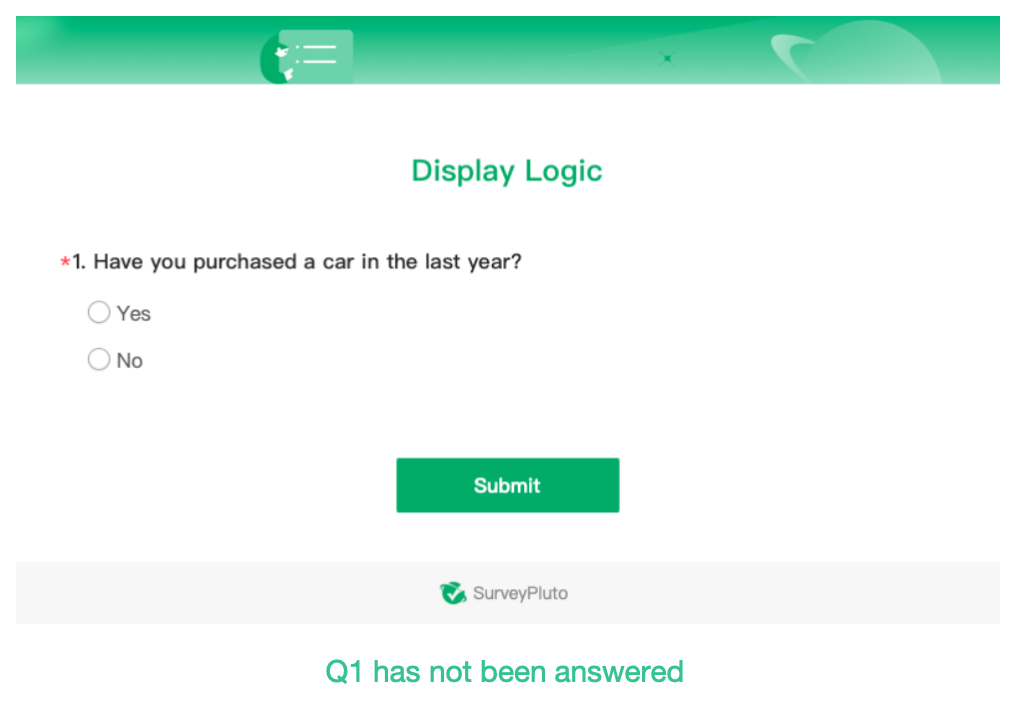 Display Logic
*1. Have you purchased a car in the last year?
Yes
No
Submit
SurveyPluto
Q1 has not been answered